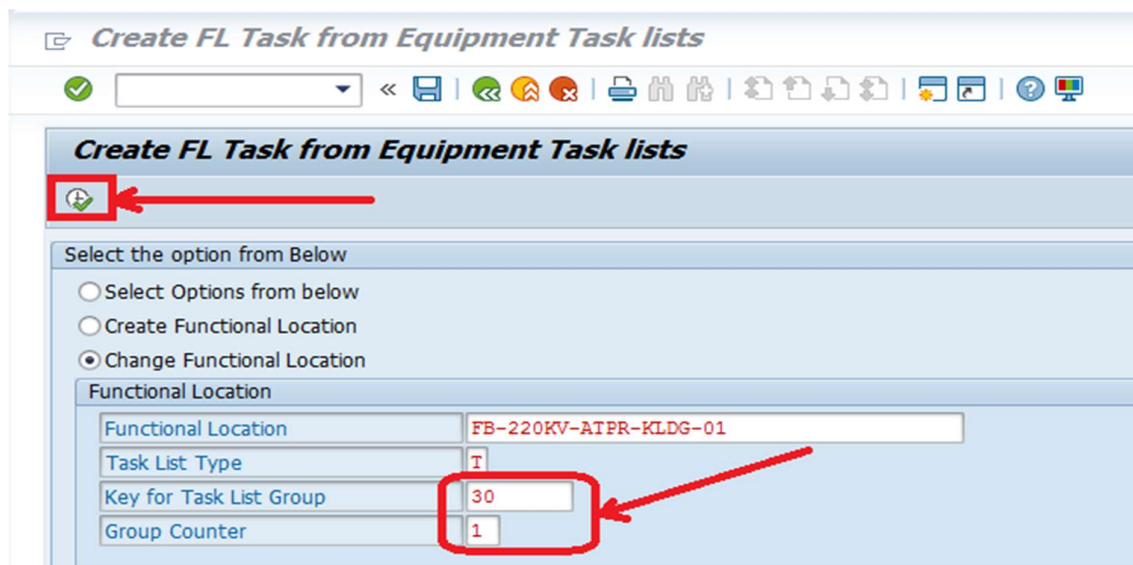 Create FL Task from Equipment Task lists
Create FL Task from Equipment Task lists
Select the option from Below
Select Options from below
Create Functional Location
Change Functional Location
Functional Location
Functional Location FB-220KV-ATPR-KLDG-01
Task List Type T
Key for Task List Group 30
Group Counter 1